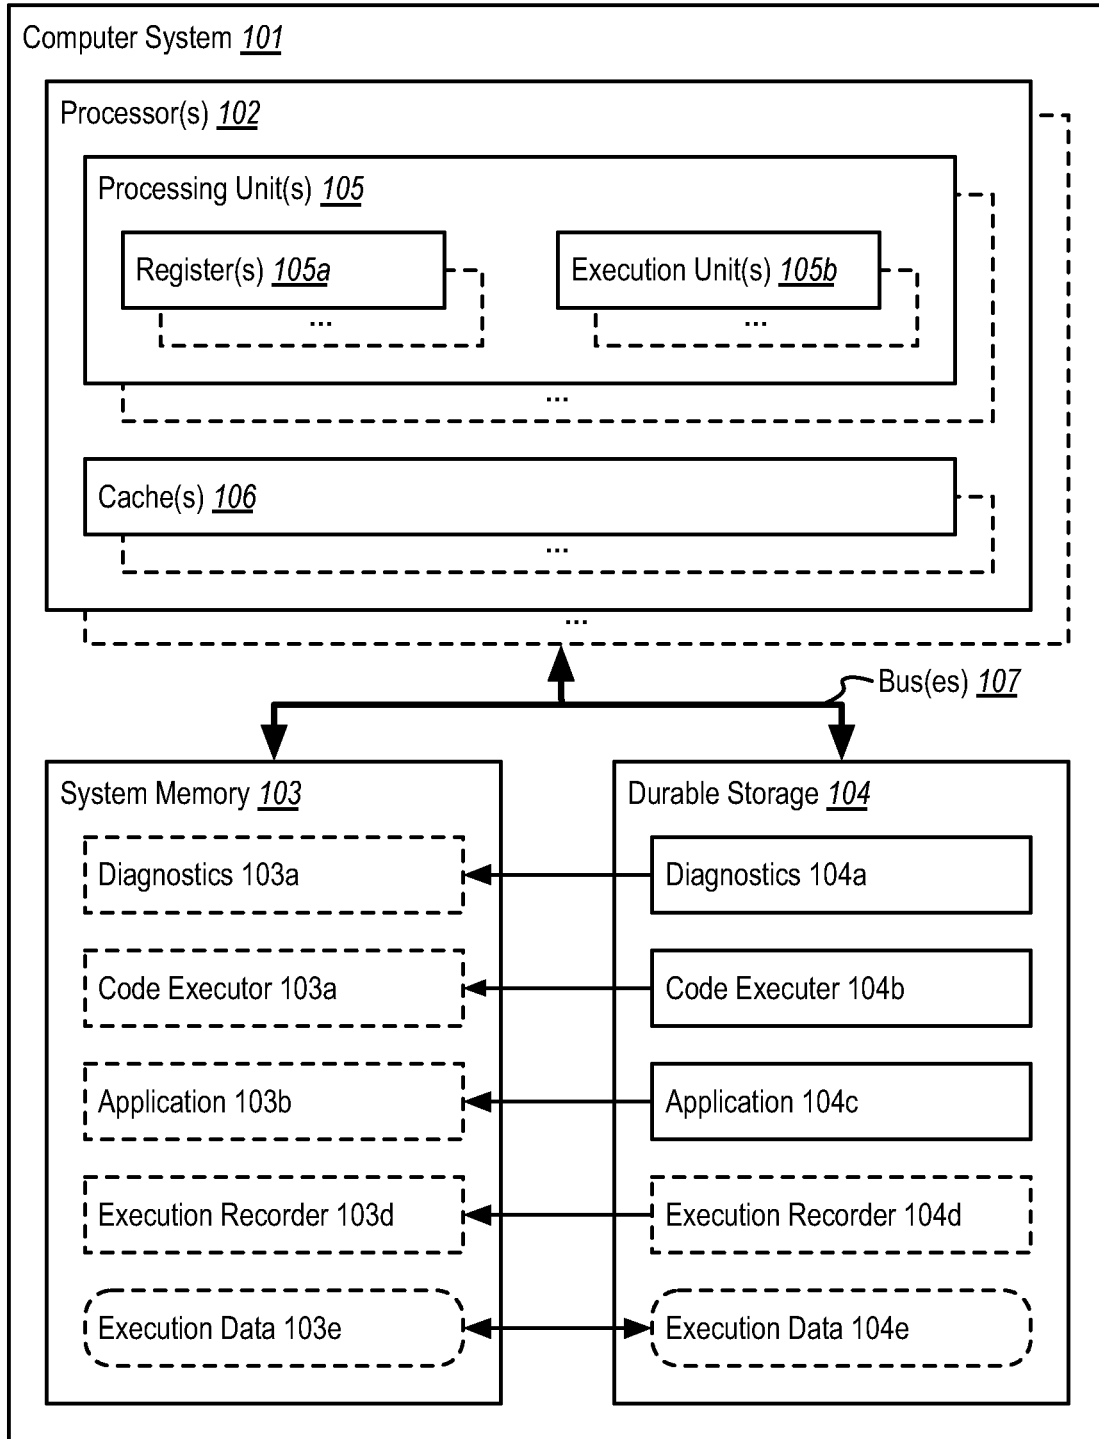 Computer System 101
Processor(s) 102
Processing Unit(s) 105
Register(s) 105a
Execution Unit(s) 105b
...
...
...
Cache(s) 106
...
...
Bus(es) 107
System Memory 103
Durable Storage 104
Diagnostics 103a
Diagnostics 104a
Code Executor 103a
Code Executer 104b
Application 103b
Application 104c
Execution Recorder 103d
Execution Recorder 104d
Execution Data 103e
Execution Data 104e